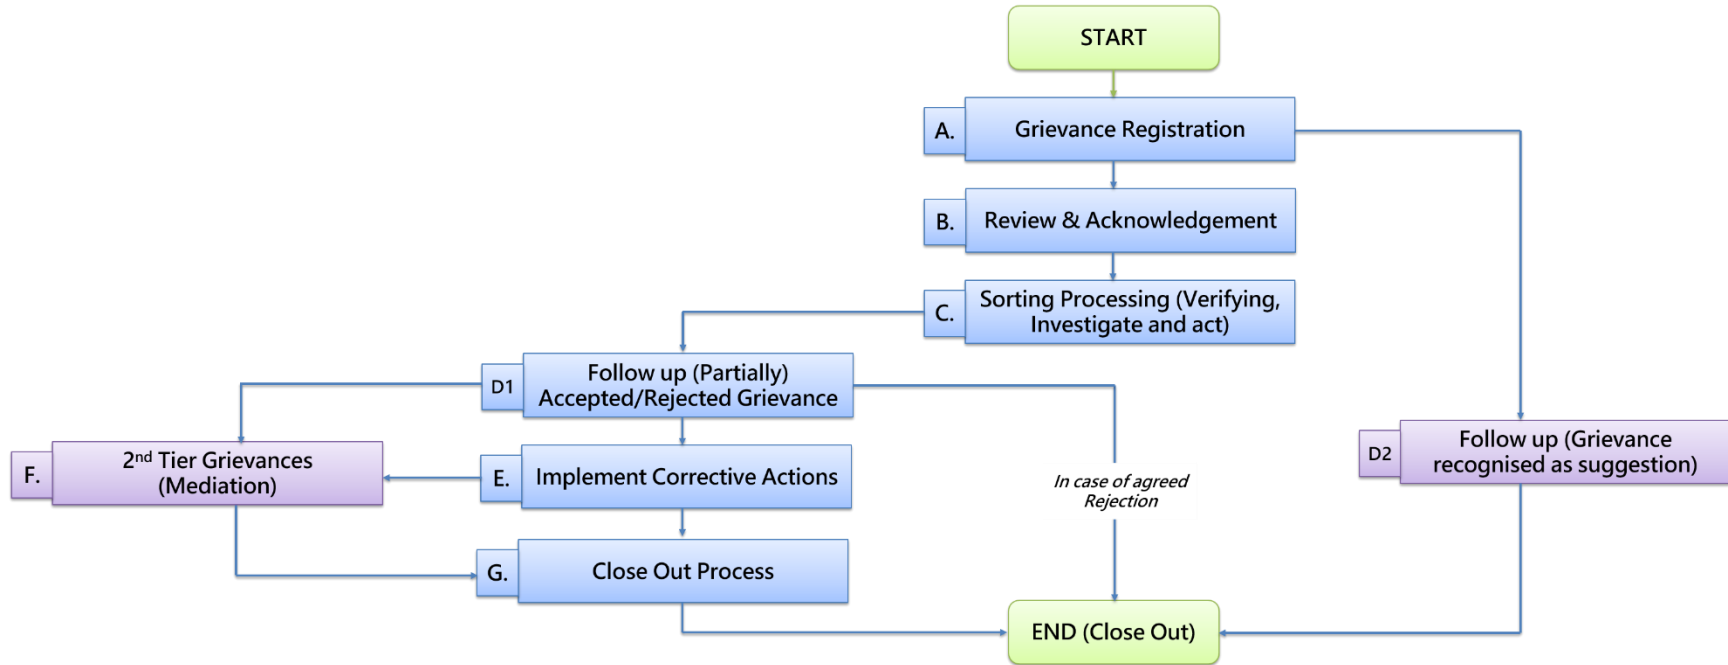 START
A.
Grievance Registration
B.
Review & Acknowledgement
C.
Sorting Processing (Verifying,
Investigate and act)
D1
Follow up (Partially)
Accepted/Rejected Grievance
D2
Follow up (Grievance
recognised as suggestion)
F.
2nd Tier Grievances
(Mediation)
E.
Implement Corrective Actions
In case of agreed
Rejection
G.
Close Out Process
END (Close Out)